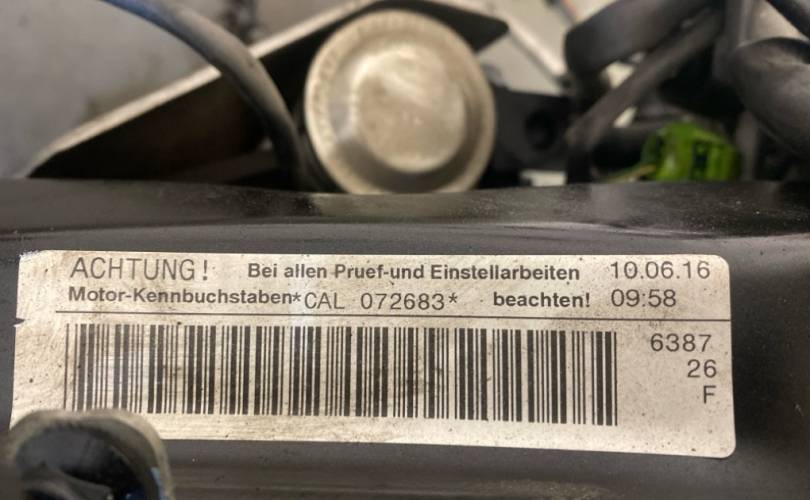 ACHTUNG! Bei allen Pruef-und Einstellarbeiten 10.06.16
Motor-Kennbuchstaben*CAL 072683* beachten! 09:58
6387
26
F